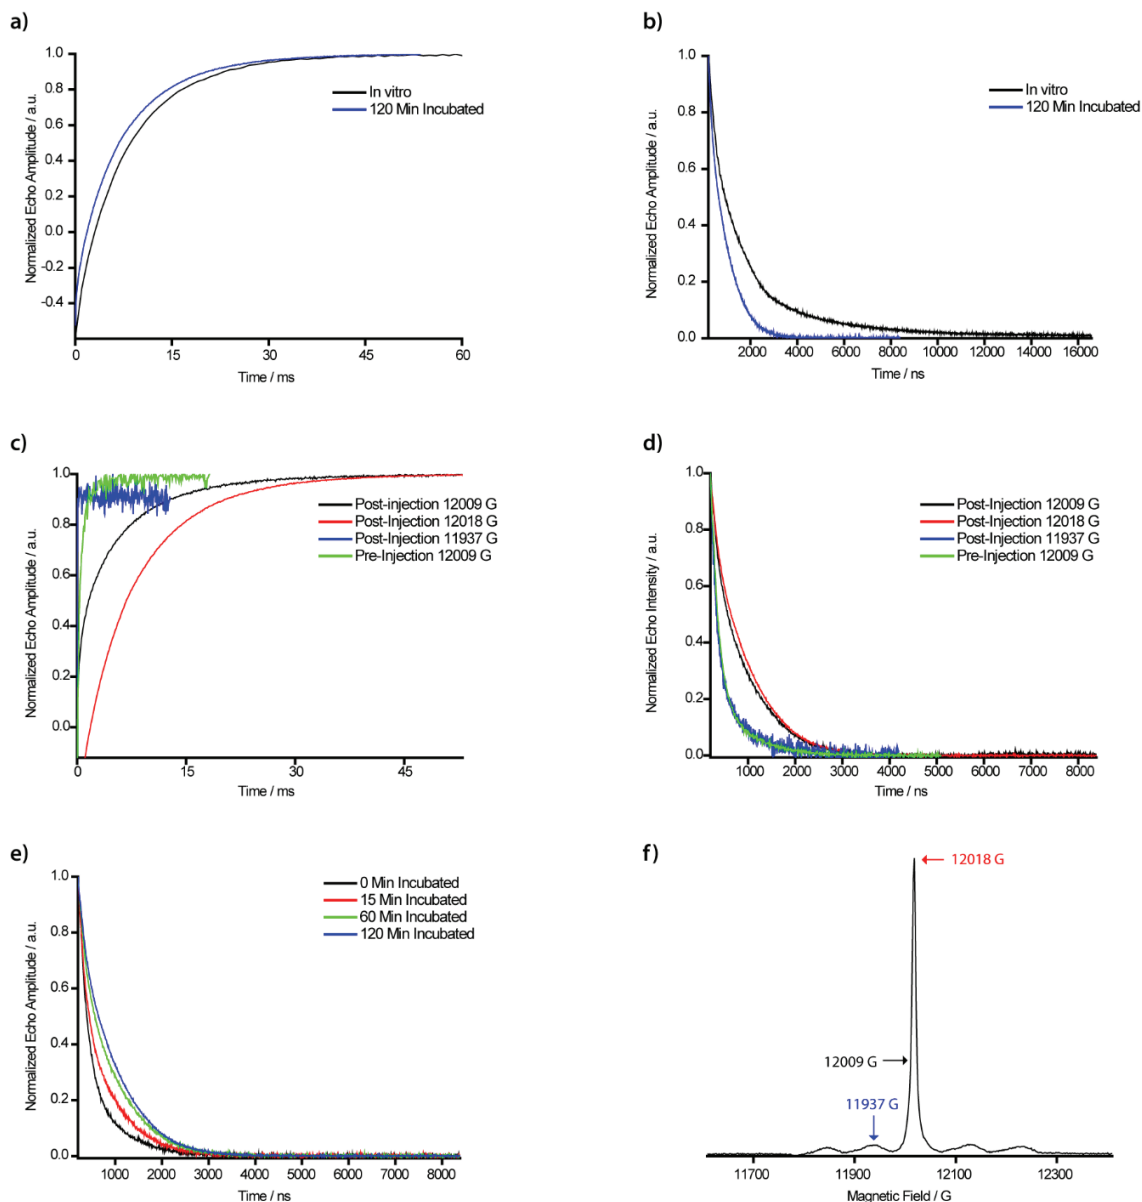 a)
Normalized Echo Amplitude / a.u.
1.0
0.8
0.6
0.4
0.2
0.0
-0.4
0
15
30
45
60
Time / ms
In vitro
120 Min Incubated
b)
Normalized Echo Amplitude / a.u.
1.0
0.8
0.6
0.4
0.2
0.0
2000 4000 6000 8000 10000 12000 14000 16000
Time / ns
In vitro
120 Min Incubated
c)
Normalized Echo Amplitude / a.u.
1.0
0.8
0.6
0.4
0.2
0.0
0
15
30
45
Time / ms
Post-injection 12009 G
Post-Injection 12018 G
Post-Injection 11937 G
Pre-Injection 12009 G
d)
Normalized Echo Intensity / a.u.
1.0
0.8
0.6
0.4
0.2
0.0
1000 2000 3000 4000 5000 6000 7000 8000
Time / ns
Post-Injection 12009 G
Post-Injection 12018 G
Post-Injection 11937 G
Pre-Injection 12009 G
e)
Normalized Echo Amplitude / a.u.
1.0
0.8
0.6
0.4
0.2
0.0
1000 2000 3000 4000 5000 6000 7000 8000
Time / ns
0 Min Incubated
15 Min Incubated
60 Min Incubated
120 Min Incubated
f)
12018 G
12009 G
11937 G
11700
11900
12100
12300
Magnetic Field / G